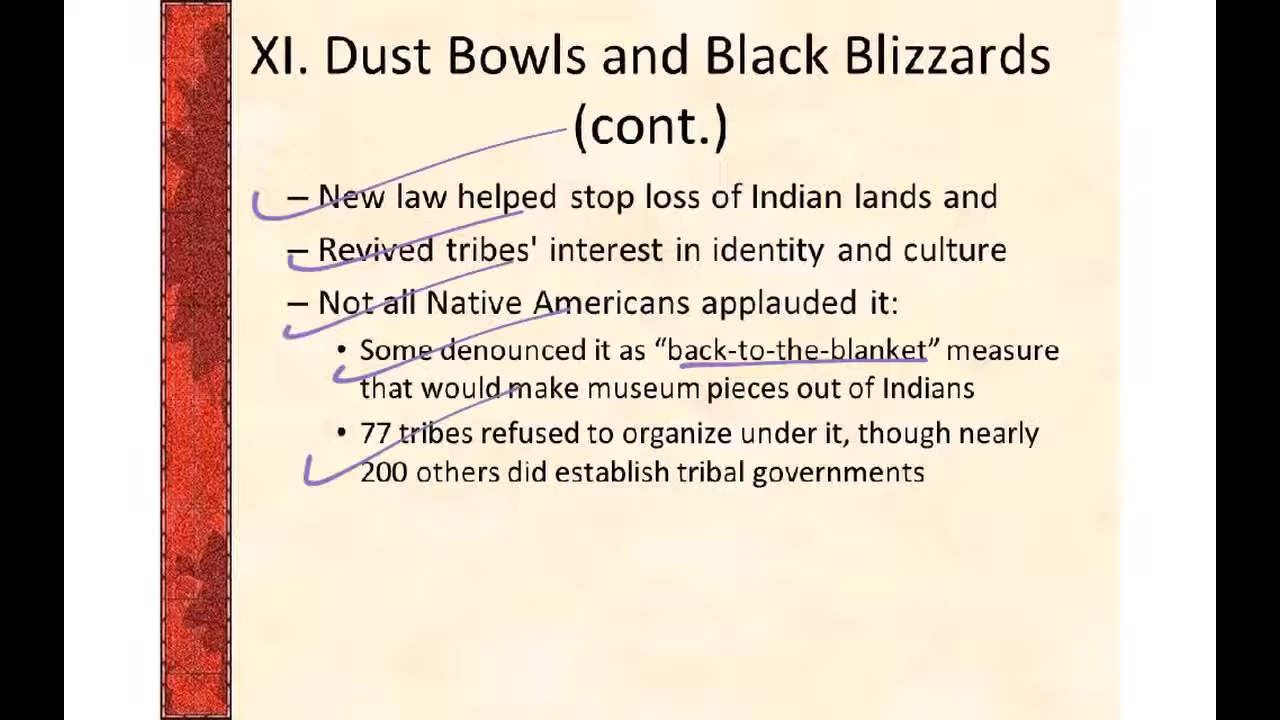 XI. Dust Bowls and Black Blizzards
(cont.)
– New law helped stop loss of Indian lands and
– Revived tribes' interest in identity and culture
– Not all Native Americans applauded it:
• Some denounced it as “back-to-the-blanket” measure
that would make museum pieces out of Indians
• 77 tribes refused to organize under it, though nearly
200 others did establish tribal governments